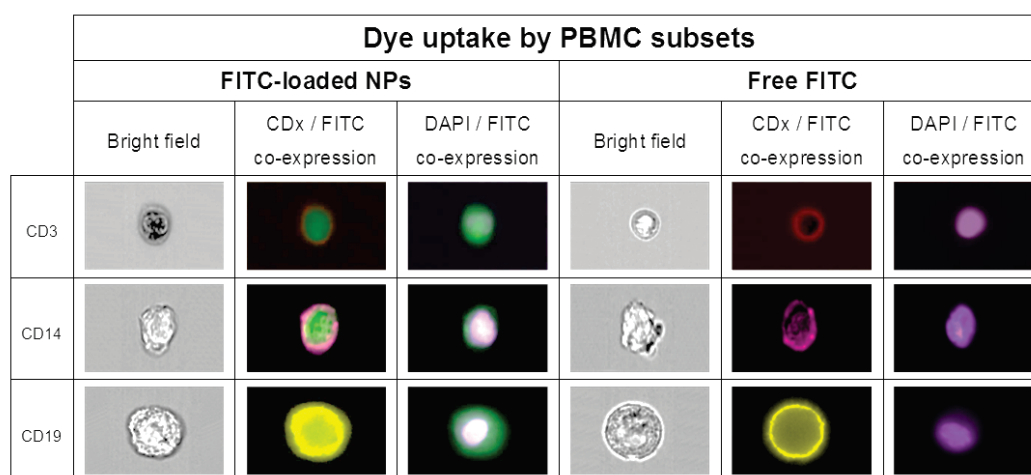 Dye uptake by PBMC subsets
FITC-loaded NPs
Free FITC
Bright field
CDx / FITC
co-expression
DAPI / FITC
co-expression
Bright field
CDx / FITC
co-expression
DAPI / FITC
co-expression
CD3
CD14
CD19